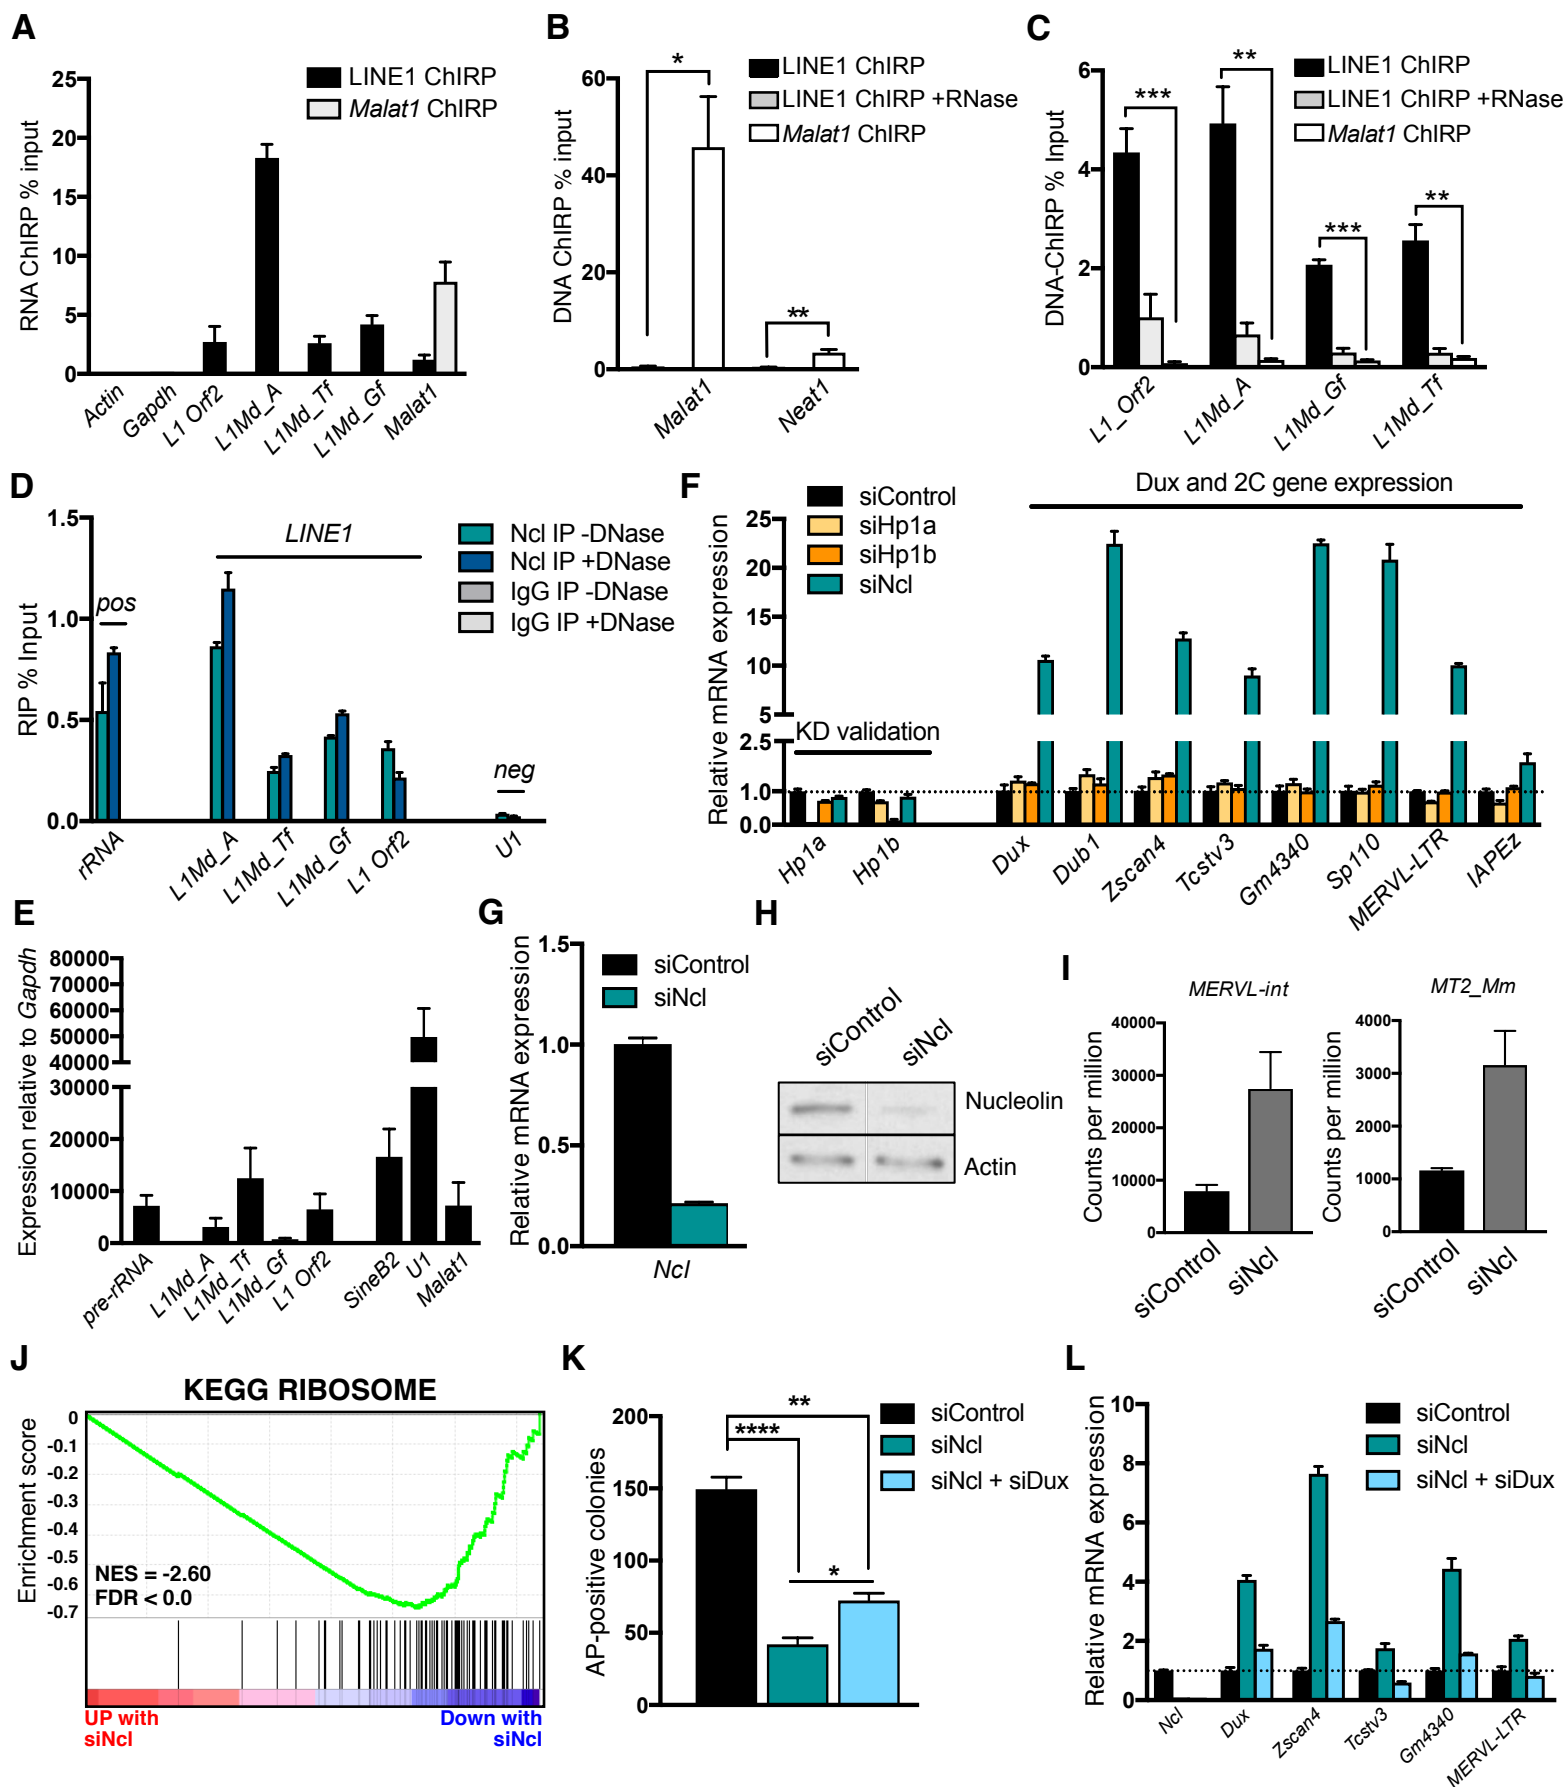 A
RNA ChIRP % input
25
20
15
10
5
0
LINE1 ChIRP
Malat1 ChIRP
Actin
Gapdh
L1 Orf2
L1Md_A
L1Md_Tf
L1Md_Gf
Malat1
B
DNA ChIRP % input
60
40
20
0
*
**
LINE1 ChIRP
LINE1 ChIRP +RNase
Malat1 ChIRP
Malat1
Neat1
C
DNA-ChIRP % Input
6
4
2
0
***
**
***
**
LINE1 ChIRP
LINE1 ChIRP +RNase
Malat1 ChIRP
L1_Orf2
L1Md_A
L1Md_Gf
L1Md_Tf
D
RIP % Input
1.5
1.0
0.5
0.0
pos
LINE1
neg
Ncl IP -DNase
Ncl IP +DNase
IgG IP -DNase
IgG IP +DNase
rRNA
L1Md_A
L1Md_Tf
L1Md_Gf
L1 Orf2
U1
F
Relative mRNA expression
25
20
15
10
5
2.5
1.0
0.0
siControl
siHp1a
siHp1b
siNcl
Dux and 2C gene expression
KD validation
Hp1a
Hp1b
Dux
Dub1
Zscan4
Tcstv3
Gm4340
Sp110
MERVL-LTR
IAPEz
E
Expression relative to Gapdh
80000
70000
60000
50000
40000
30000
20000
10000
0
pre-rRNA
L1Md_A
L1Md_Tf
L1Md_Gf
L1 Orf2
SineB2
U1
Malat1
G
Relative mRNA expression
1.5
1.0
0.5
0.0
siControl
siNcl
Ncl
H
siControl
siNcl
Nucleolin
Actin
I
MERVL-int
Counts per million
40000
30000
20000
10000
0
siControl
siNcl
MT2_Mm
Counts per million
4000
3000
2000
1000
0
siControl
siNcl
J
KEGG RIBOSOME
Enrichment score
0
-0.1
-0.2
-0.3
-0.4
-0.5
-0.6
-0.7
NES = -2.60
FDR < 0.0
UP with
siNcl
Down with
siNcl
K
AP-positive colonies
200
150
100
50
0
**
****
*
siControl
siNcl
siNcl + siDux
L
Relative mRNA expression
10
8
6
4
2
0
siControl
siNcl
siNcl + siDux
Ncl
Dux
Zscan4
Tcstv3
Gm4340
MERVL-LTR